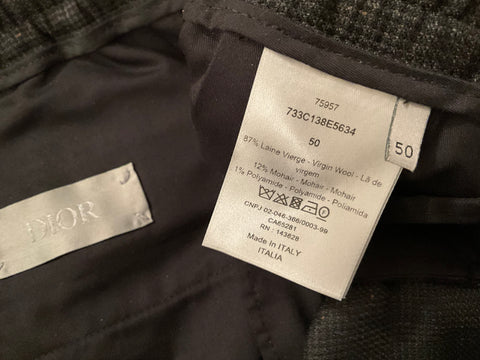 75957
733C138E5634
50
87% Laine Vierge - Virgin Wool - Lã de
virgem
12% Mohair - Mohair - Mohair
1% Polyamide - Polyamide - Poliamida
CNPJ 02-046-366/0003-99
CA65281
RN : 143828
Made in ITALY
ITALIA
50
DIOR